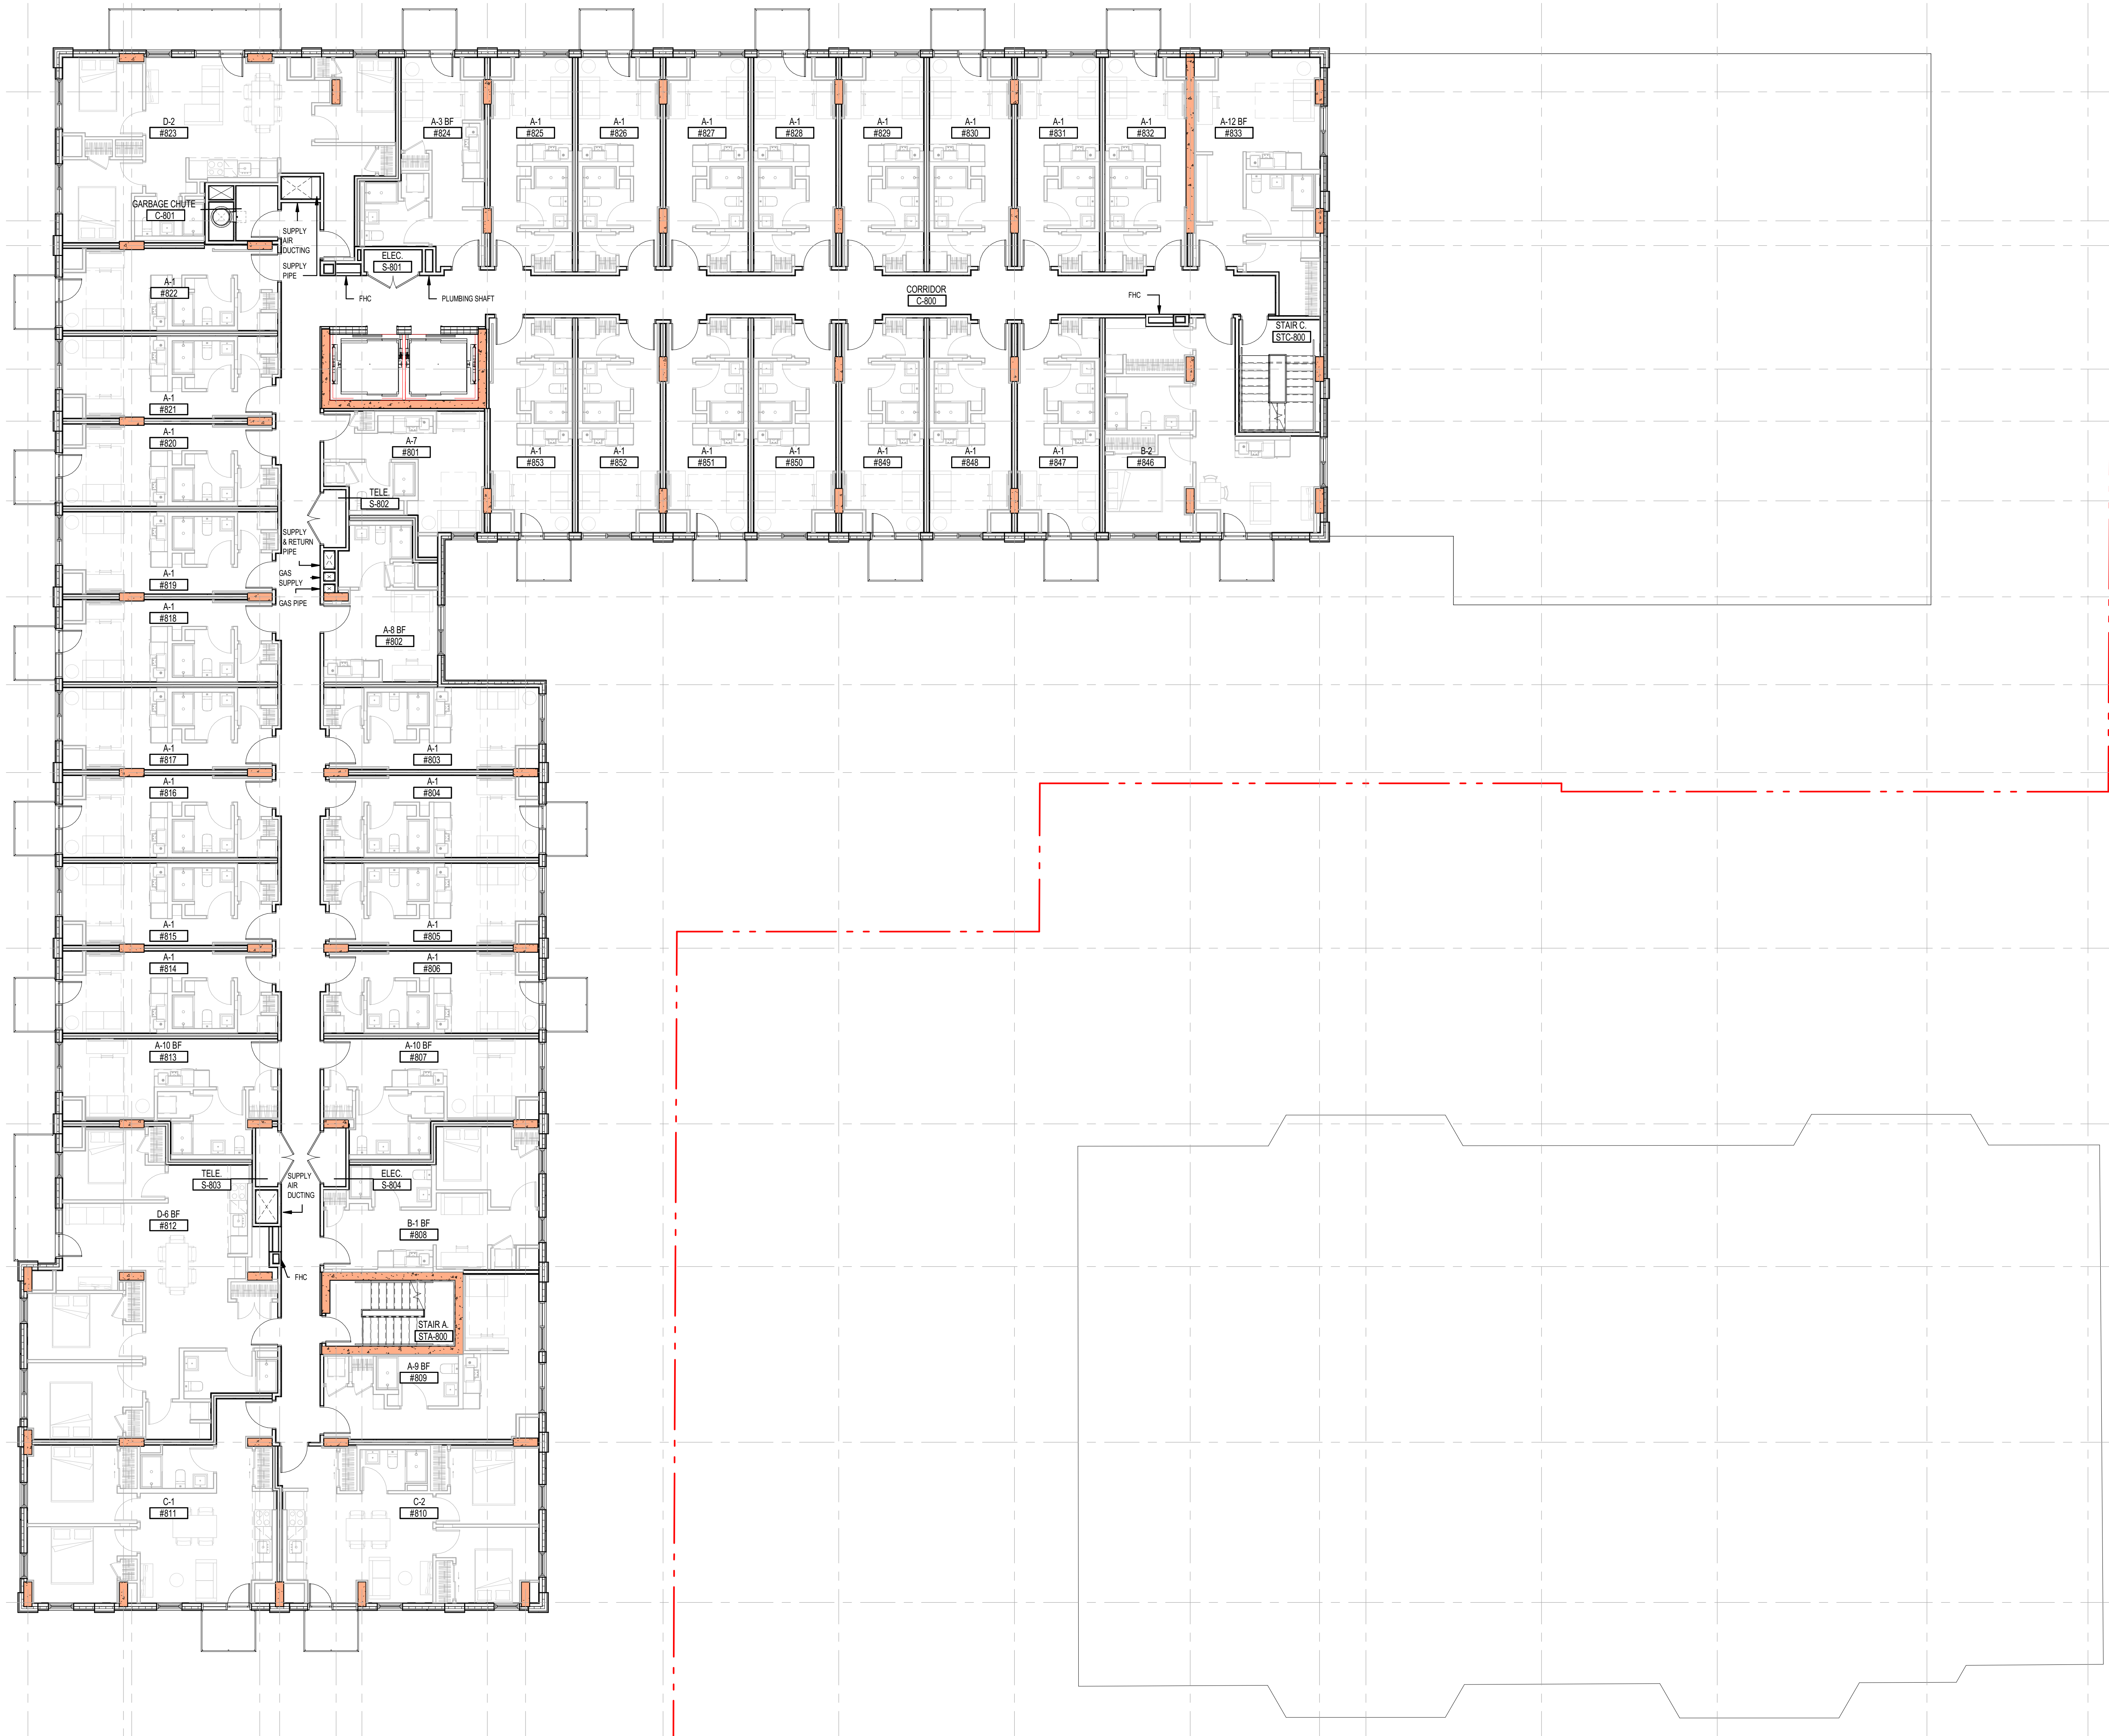 D-2
#823
GARBAGE CHUTE
C-801
SUPPLY
AIR
DUCTING
SUPPLY
PIPE
A-3 BF
#824
ELEC.
S-801
FHC
PLUMBING SHAFT
A-1
#825
A-1
#826
A-1
#827
A-1
#828
A-1
#829
A-1
#830
A-1
#831
A-1
#832
A-12 BF
#833
CORRIDOR
C-800
FHC
STAIR C.
STC-800
A-1
#822
A-1
#821
A-1
#820
A-7
#801
TELE.
S-802
A-1
#853
A-1
#852
A-1
#851
A-1
#850
A-1
#849
A-1
#848
A-1
#847
B-2
#846
SUPPLY
& RETURN
PIPE
GAS
SUPPLY
GAS PIPE
A-1
#819
A-1
#818
A-8 BF
#802
A-1
#817
A-1
#803
A-1
#816
A-1
#804
A-1
#815
A-1
#805
A-1
#814
A-1
#806
A-10 BF
#813
A-10 BF
#807
TELE.
S-803
SUPPLY
AIR
DUCTING
ELEC.
S-804
D-6 BF
#812
B-1 BF
#808
FHC
STAIR A.
STA-800
A-9 BF
#809
C-1
#811
C-2
#810